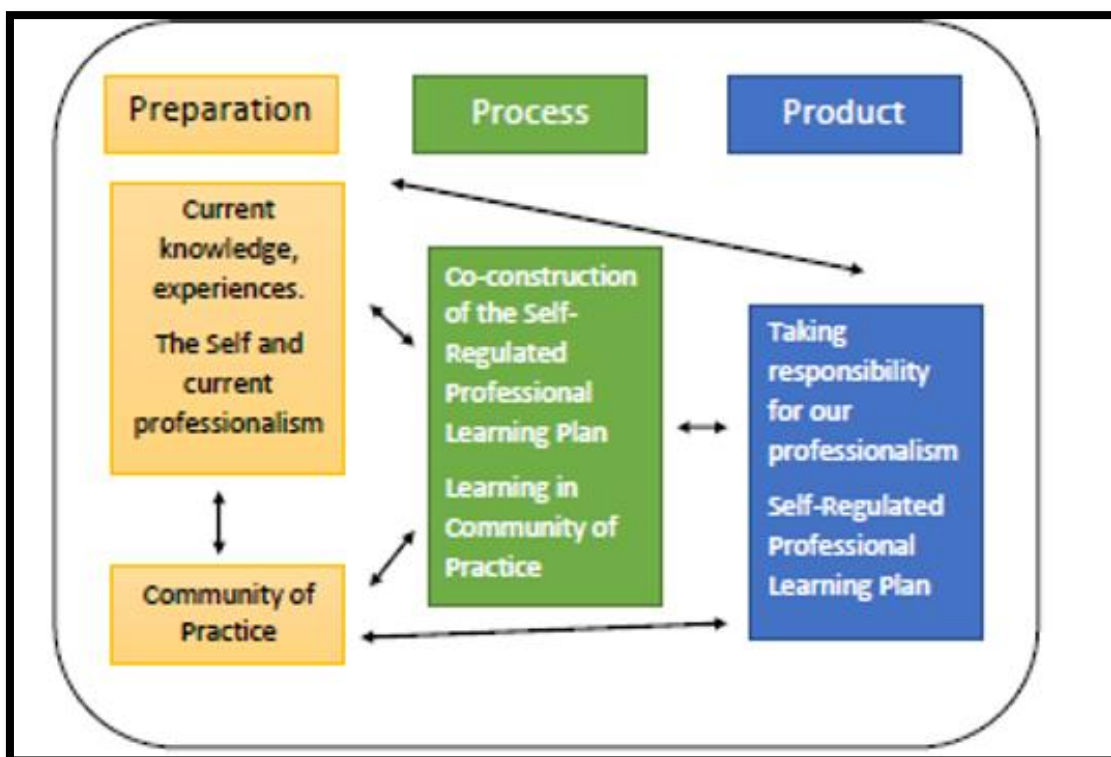 Preparation
Process
Product
Current
knowledge,
experiences.
The Self and
current
professionalism
Community of
Practice
Co-construction
of the Self-
Regulated
Professional
Learning Plan
Learning in
Community of
Practice
Taking
responsibility
for our
professionalism
Self-Regulated
Professional
Learning Plan